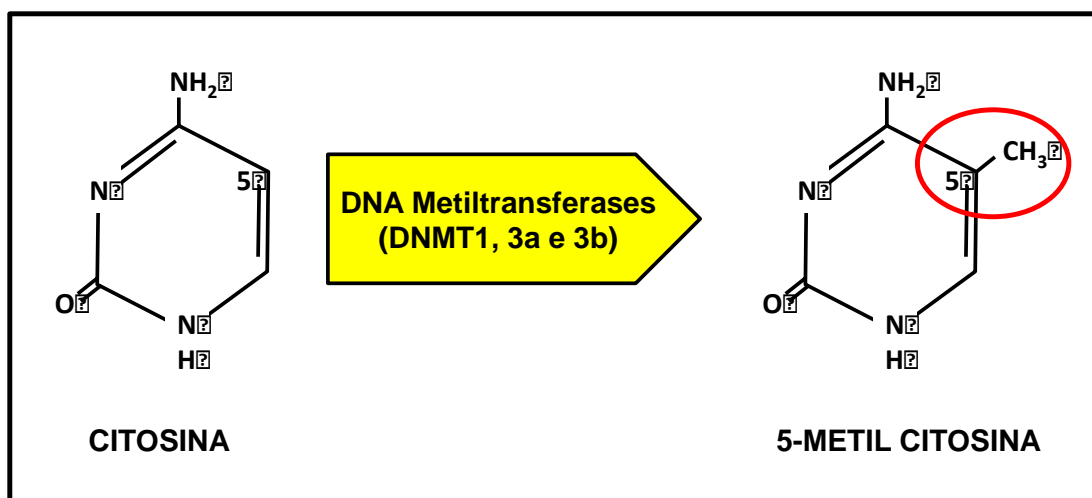 NH₂
N
5
O
N
H
CITOSINA
DNA Metiltransferases
(DNMT1, 3a e 3b)
NH₂
CH₃
N
5
O
N
H
5-METIL CITOSINA